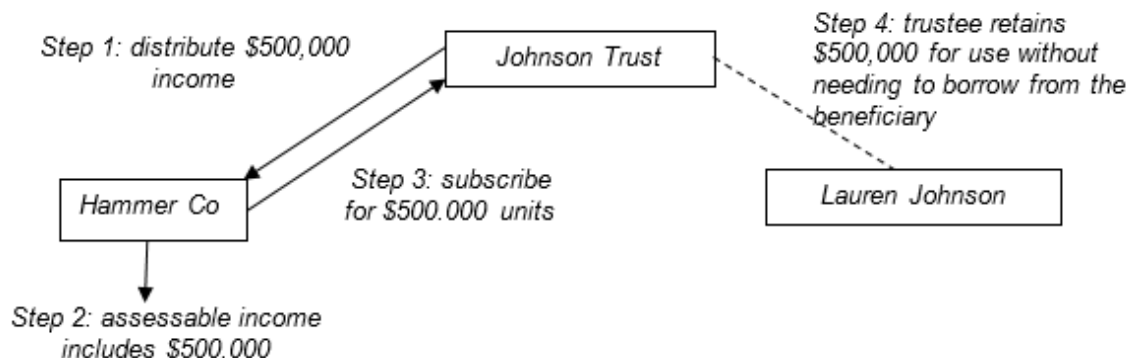 Step 1: distribute $500,000
income
Johnson Trust
Step 4: trustee retains
$500,000 for use without
needing to borrow from the
beneficiary
Hammer Co
Step 3: subscribe
for $500.000 units
Lauren Johnson
Step 2: assessable income
includes $500,000